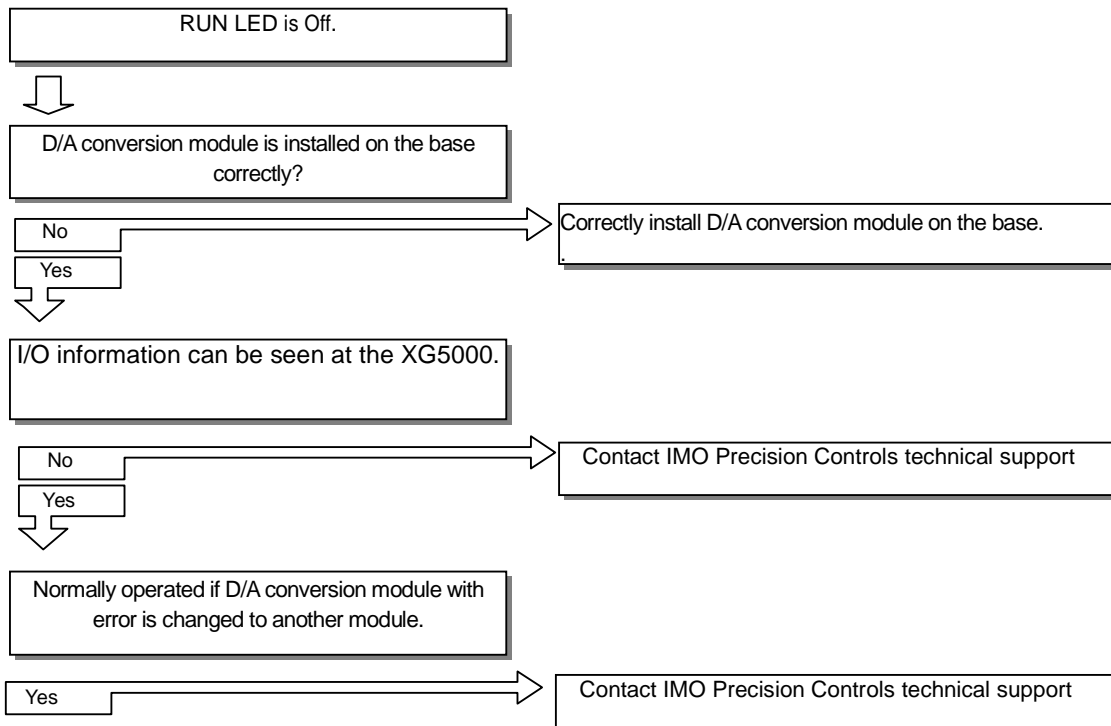 RUN LED is Off.
D/A conversion module is installed on the base
correctly?
No
Correctly install D/A conversion module on the base.
.
Yes
I/O information can be seen at the XG5000.
No
Contact IMO Precision Controls technical support
Yes
Normally operated if D/A conversion module with
error is changed to another module.
Yes
Contact IMO Precision Controls technical support